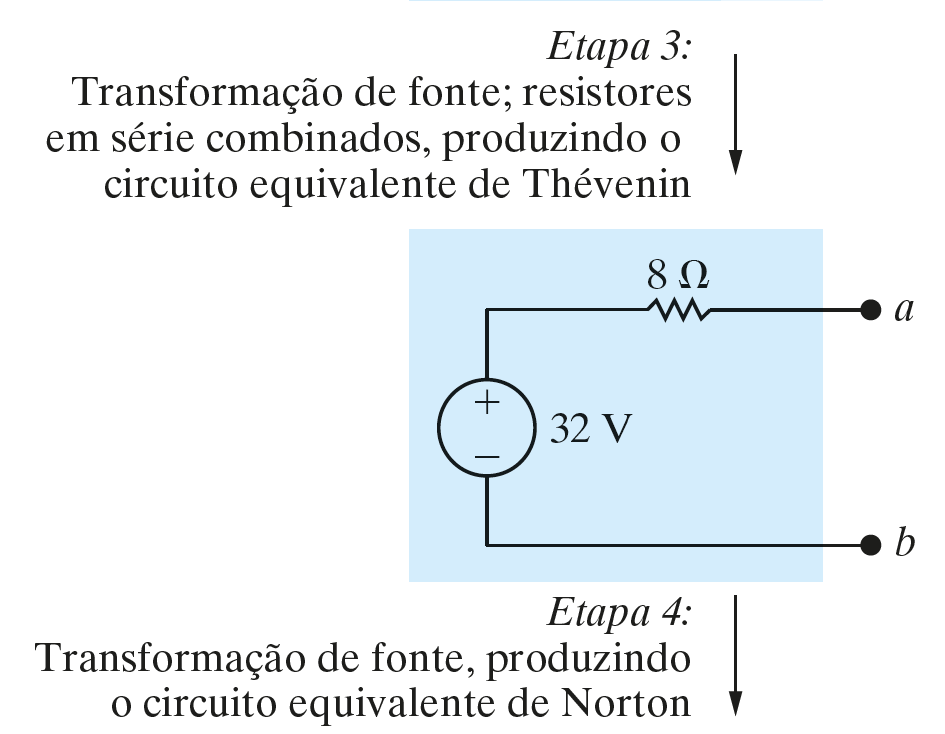 Etapa 3:
Transformação de fonte; resistores
em série combinados, produzindo o
circuito equivalente de Thévenin
8 Ω
a
+
32 V
−
b
Etapa 4:
Transformação de fonte, produzindo
o circuito equivalente de Norton